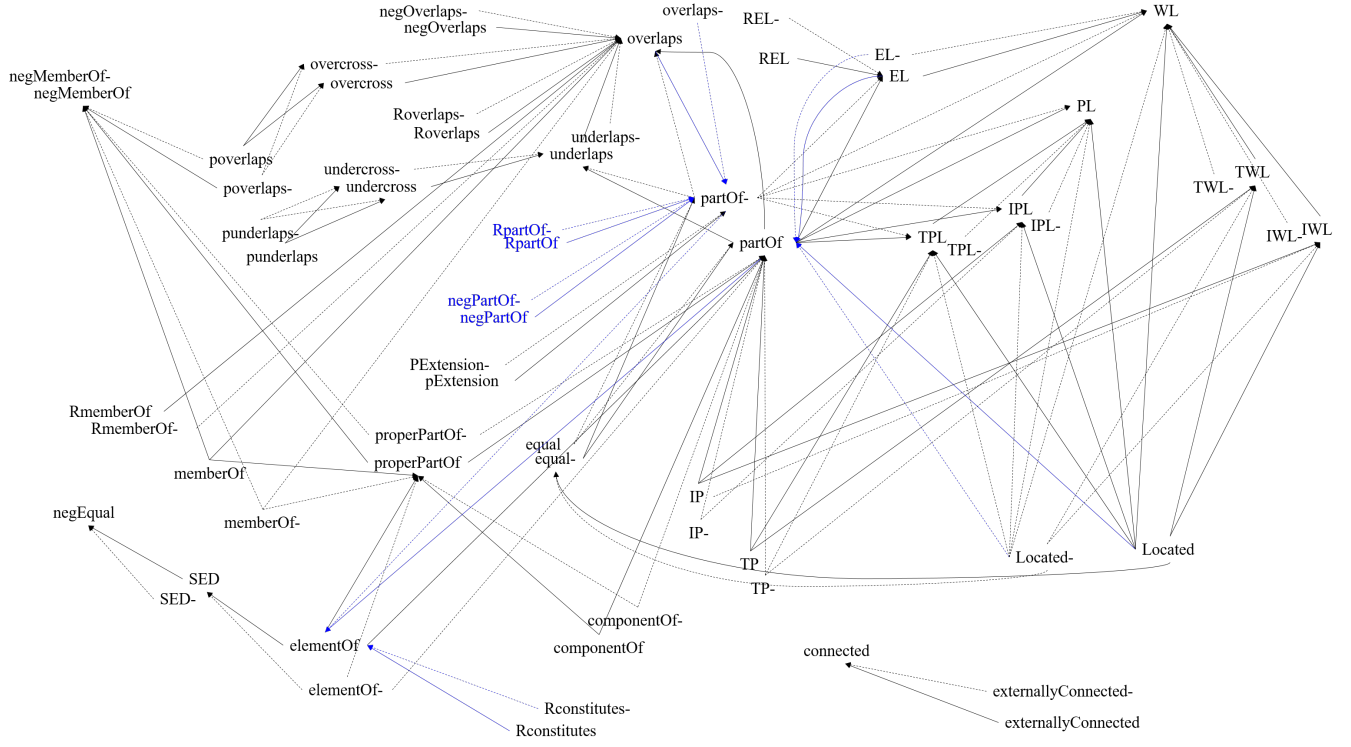 negOverlaps-
overlaps-
WL
REL-
negOverlaps
overlaps
EL-
REL
overcross-
EL
negMemberOf-
negMemberOf
overcross
PL
Roverlaps-
Roverlaps
underlaps-
underlaps
poverlaps
undercross-
undercross
poverlaps-
TWL
TWL-
partOf-
IPL
IPL-
RpartOf-
RpartOf
punderlaps-
punderlaps
partOf
TPL
TPL-
IWL-
IWL
negPartOf-
negPartOf
PExtension-
pExtension
RmemberOf
RmemberOf-
properPartOf-
properPartOf
equal
equal-
memberOf
memberOf-
IP
IP-
negEqual
TP
TP-
Located-
Located
SED
SED-
componentOf-
componentOf
elementOf
elementOf-
connected
externallyConnected-
externallyConnected
Rconstitutes-
Rconstitutes